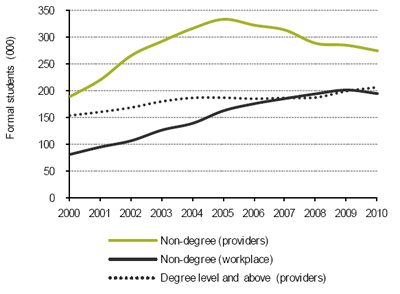 Formal students (000)
350
300
250
200
150
100
50
0
2000 2001 2002 2003 2004 2005 2006 2007 2008 2009 2010
Non-degree (providers)
Non-degree (workplace)
Degree level and above (providers)